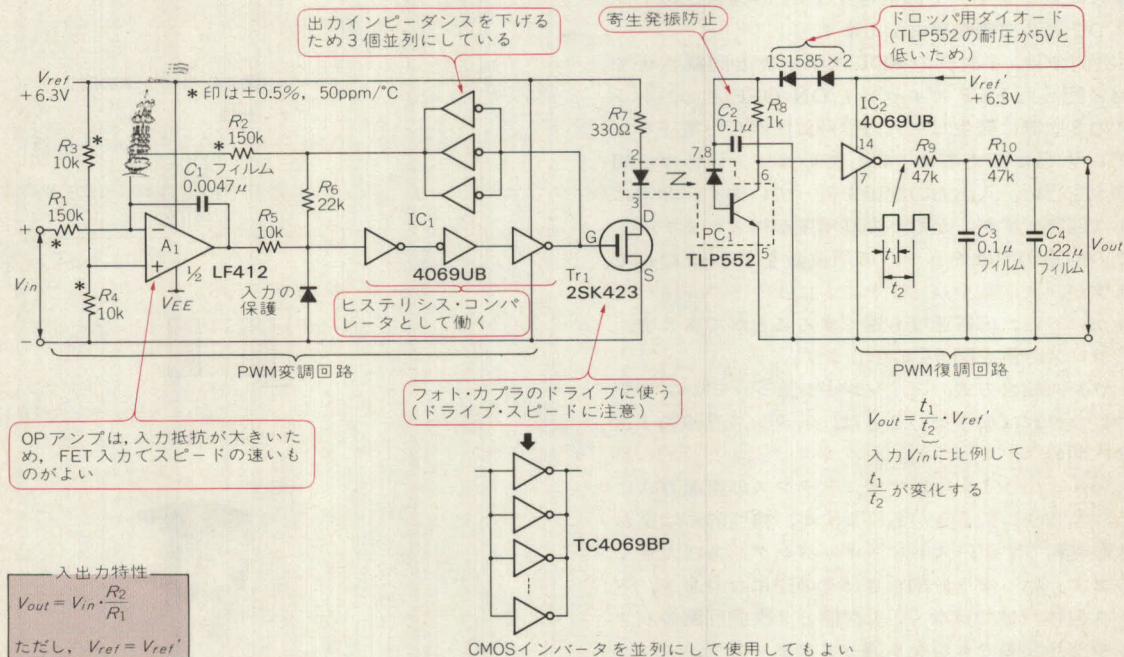 出力インピーダンスを下げる
ため3個並列にしている
寄生発振防止
ドロッパ用ダイオード
(TLP552の耐圧が5Vと
低いため)
1S1585×2
Vref
+6.3V
*印は±0.5%, 50ppm/°C
Vref'
+6.3V
R3
10k
*
R2
150k
*
C1 フィルム
0.0047μ
R1
150k
*
+
Vin
−
R4
10k
*
−
+
A1
1/2
LF412
VEE
R5
10k
R6
22k
入力の
保護
IC1
4069UB
ヒステリシス・コンパ
レータとして働く
R7
330Ω
2
3
G
D
S
Tr1
2SK423
7,8
6
5
PC1
TLP552
C2
0.1μ
R8
1k
IC2
4069UB
14
7
R9
47k
R10
47k
t1
t2
C3
0.1μ
フィルム
C4
0.22μ
フィルム
Vout
PWM変調回路
PWM復調回路
OPアンプは,入力抵抗が大きいた
め, FET入力でスピードの速いも
のがよい
フォト・カプラのドライブに使う
(ドライブ・スピードに注意)
TC4069BP
CMOSインバータを並列にして使用してもよい
Vout=t1/t2・Vref'
入力Vinに比例して
t1/t2が変化する
入出力特性
Vout=Vin・R2/R1
ただし, Vref=Vref'